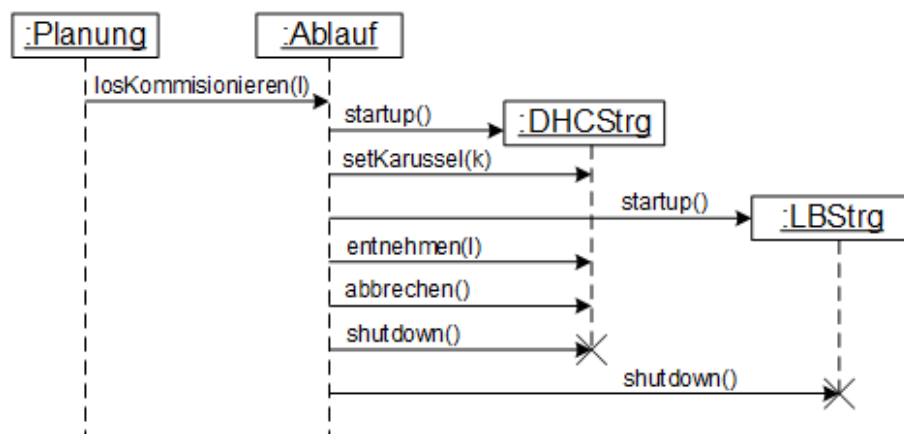 :Planung
:Ablauf
losKommisionieren(l)
startup()
:DHCStrg
setKarussel(k)
startup()
:LBStrg
entnehmen(l)
abbrechen()
shutdown()
shutdown()